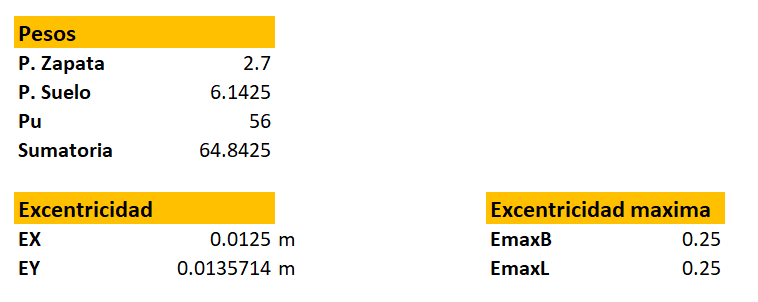 Pesos
P. Zapata 2.7
P. Suelo 6.1425
Pu 56
Sumatoria 64.8425
Excentricidad
EX 0.0125 m
EY 0.0135714 m
Excentricidad maxima
EmaxB 0.25
EmaxL 0.25